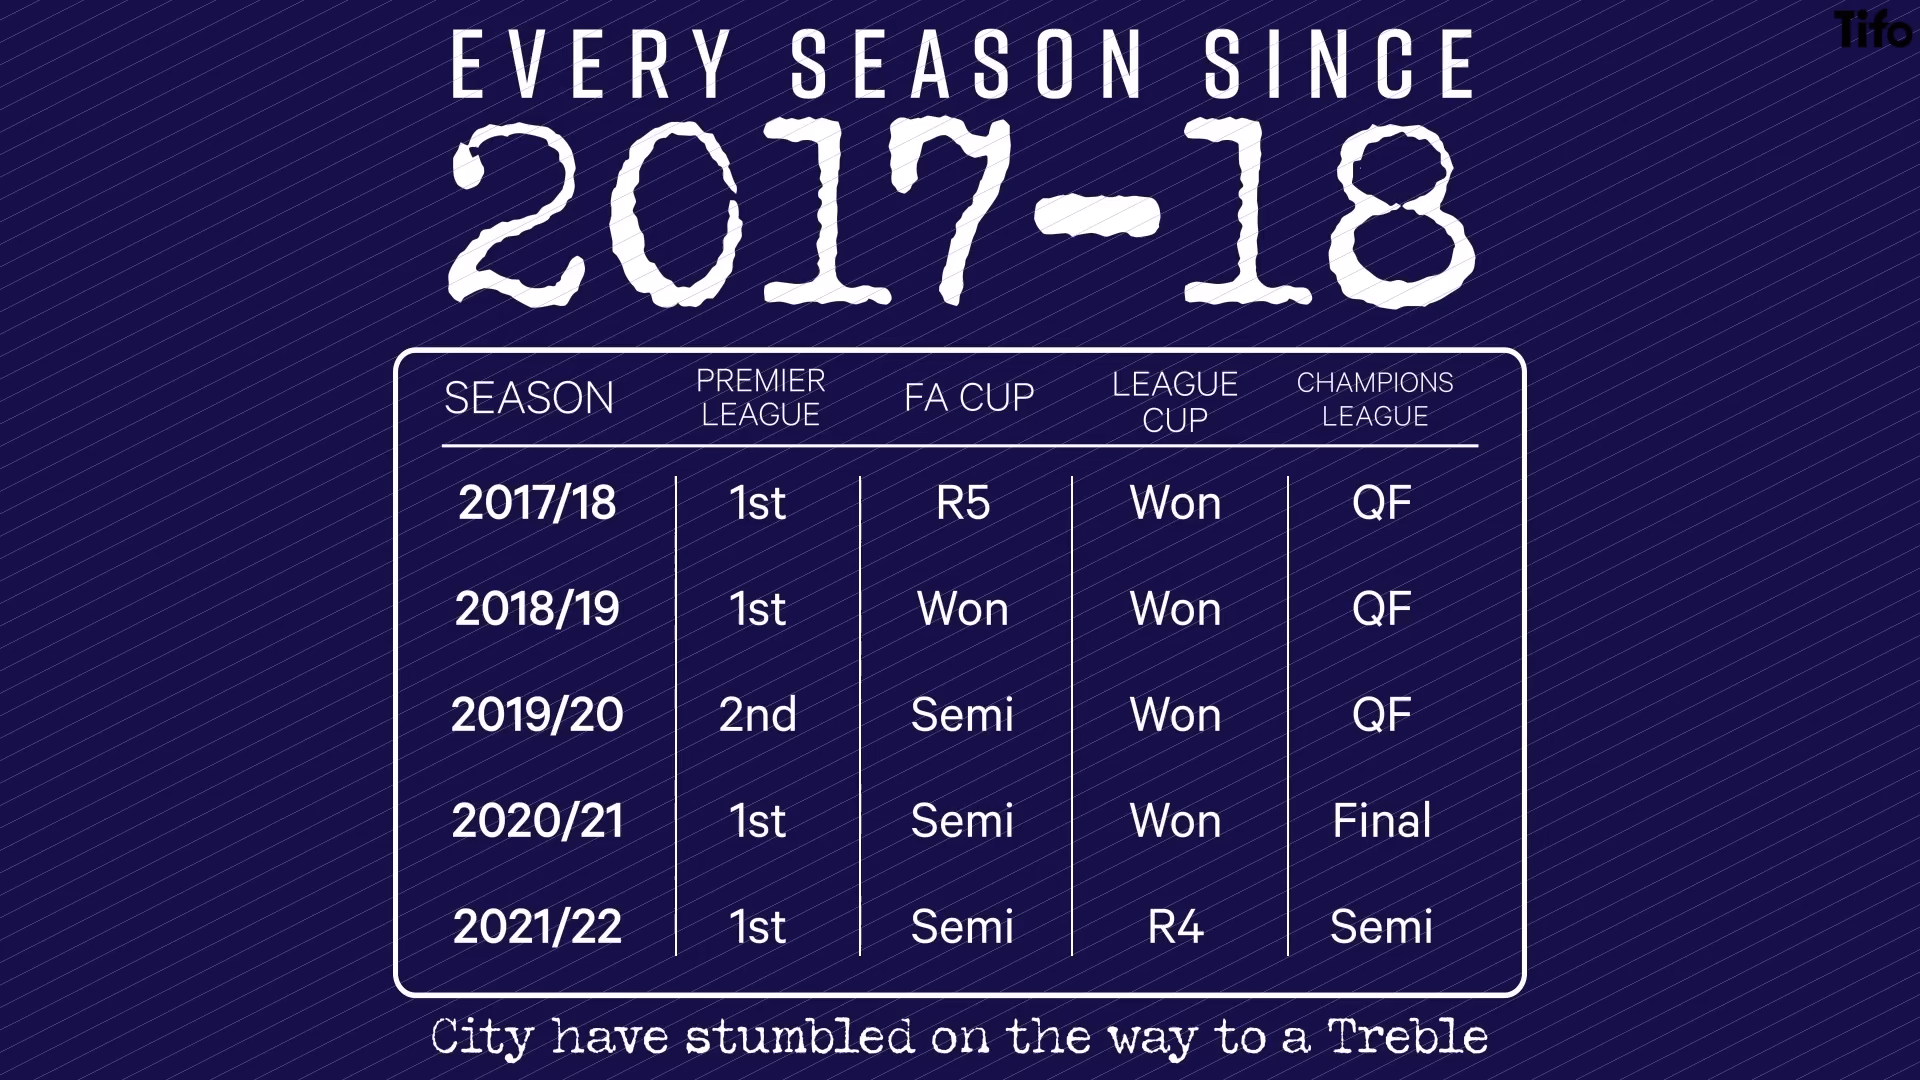 Tifo
EVERY SEASON SINCE
2017-18
SEASON PREMIER LEAGUE FA CUP LEAGUE CUP CHAMPIONS LEAGUE
2017/18 1st R5 Won QF
2018/19 1st Won Won QF
2019/20 2nd Semi Won QF
2020/21 1st Semi Won Final
2021/22 1st Semi R4 Semi
City have stumbled on the way to a Treble